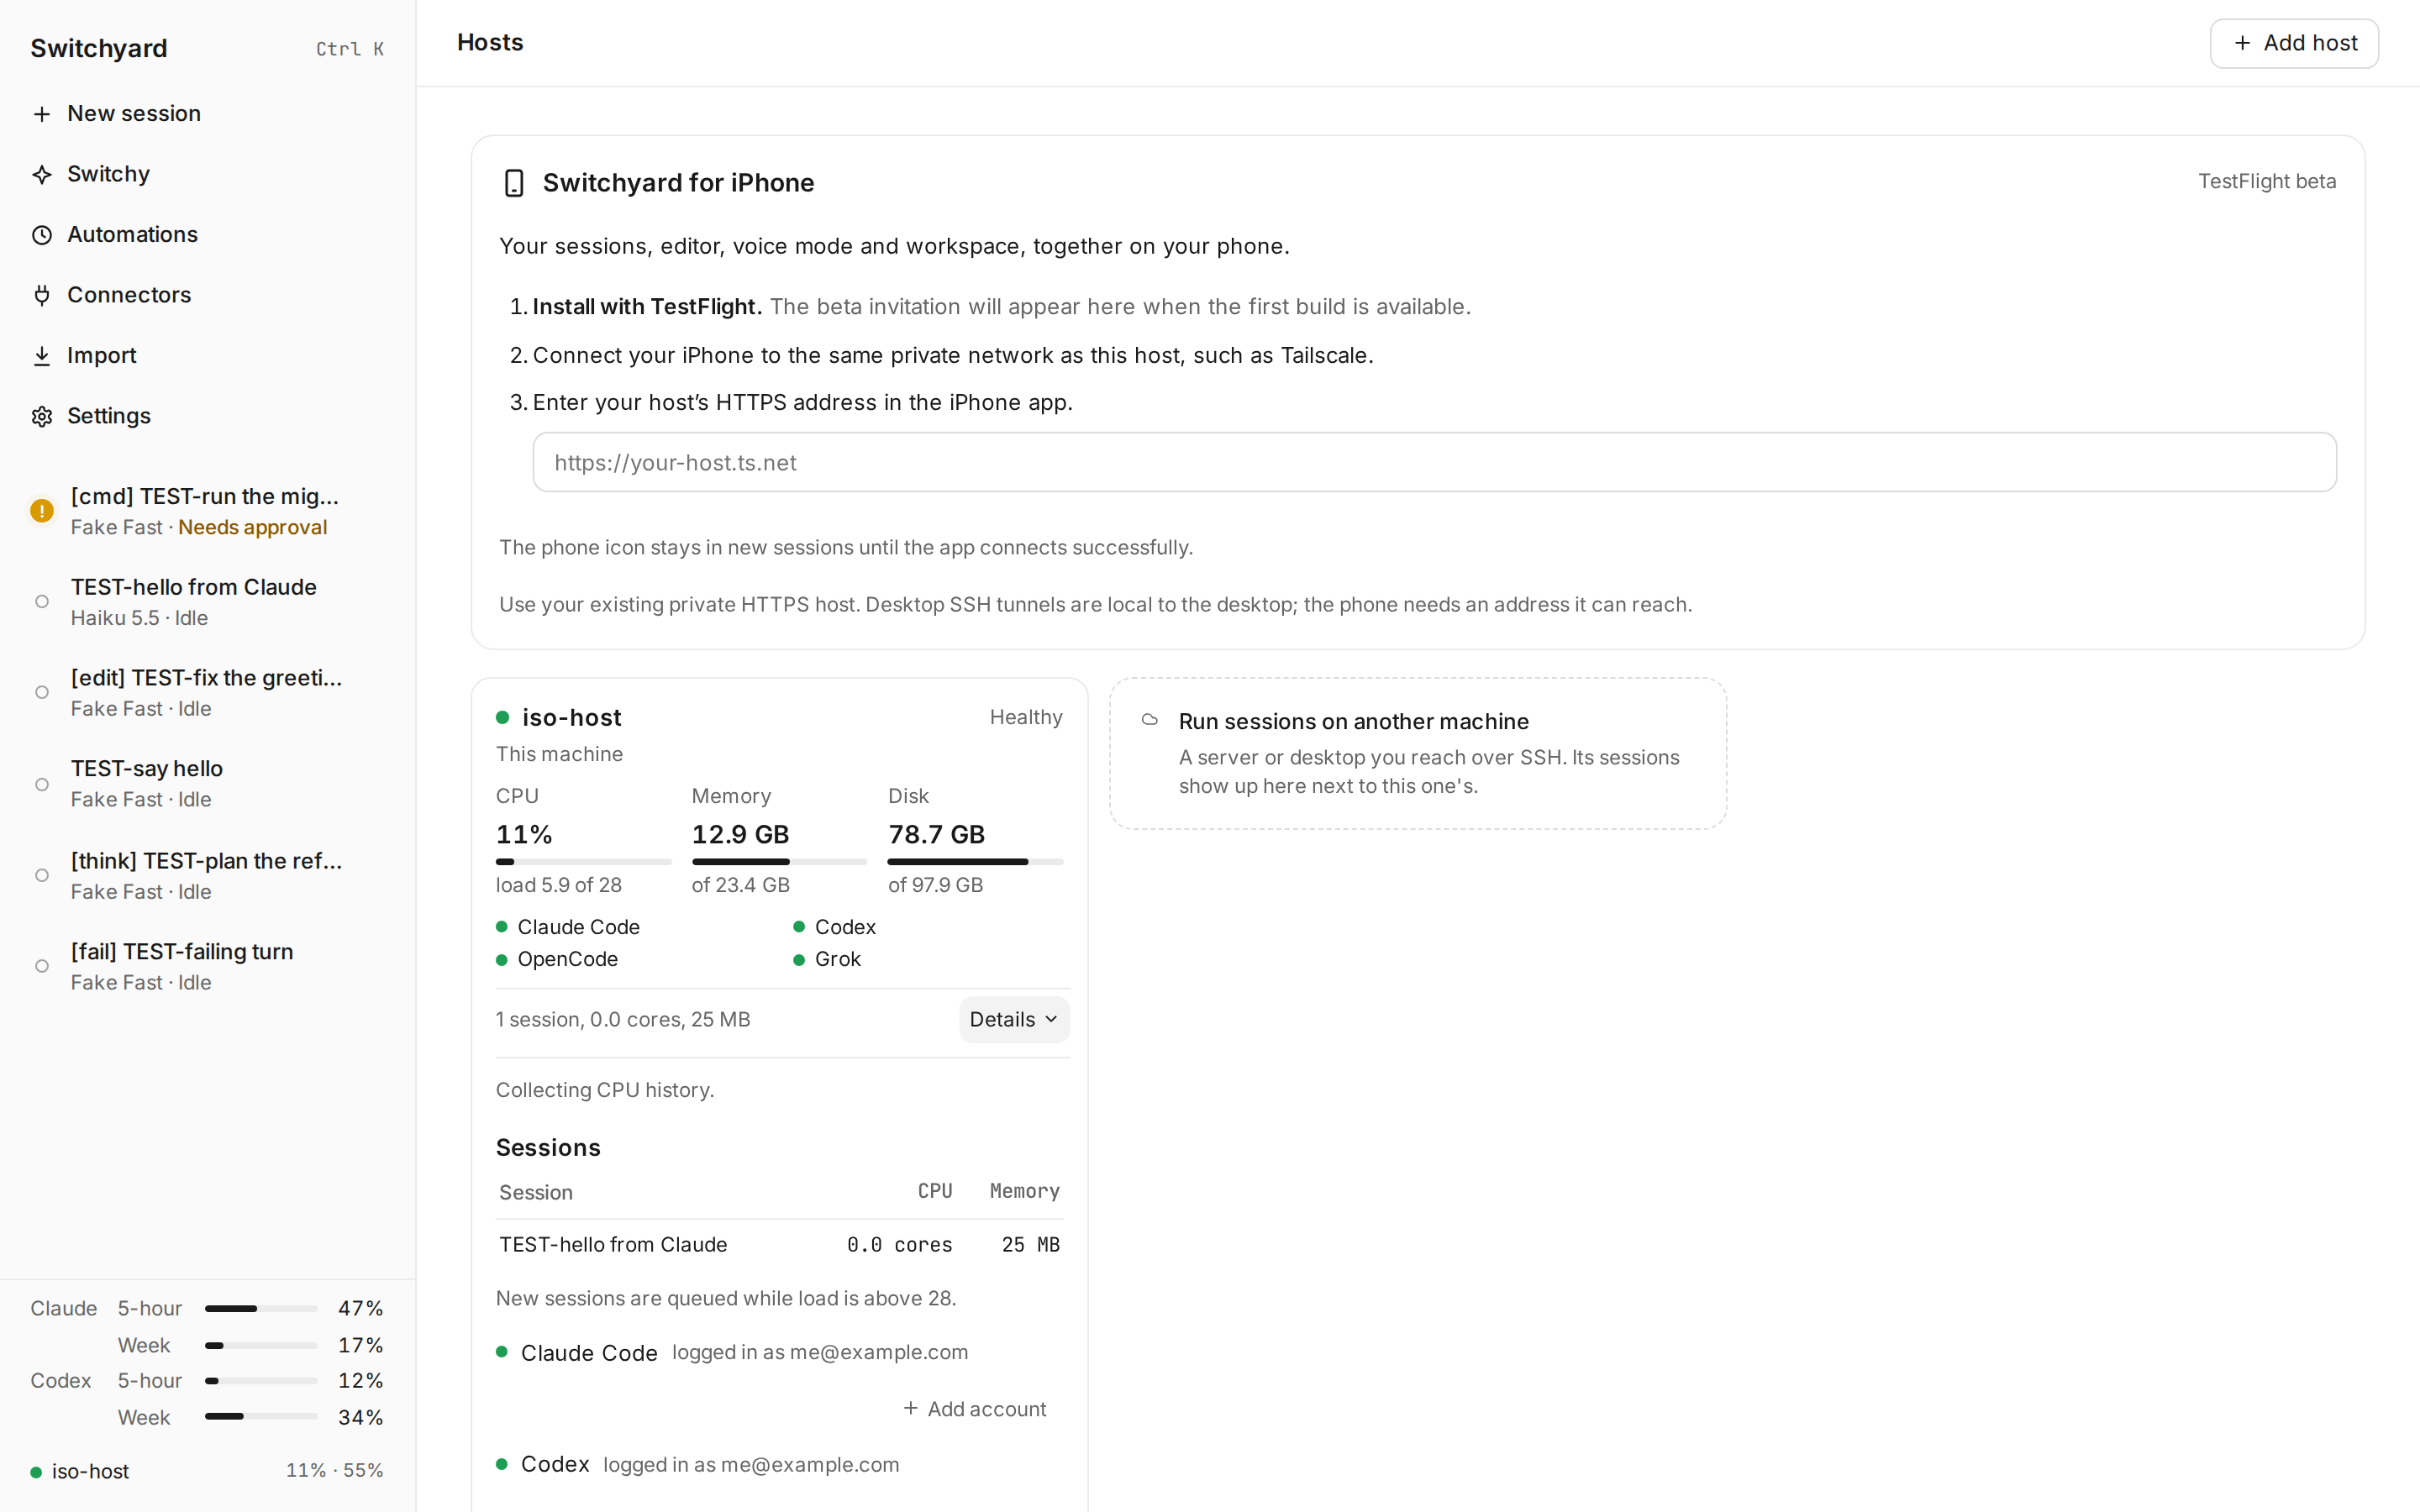 Switchyard
Ctrl K
New session
Switchy
Automations
Connectors
Import
Settings
[cmd] TEST-run the mig...
Fake Fast · Needs approval
TEST-hello from Claude
Haiku 5.5 · Idle
[edit] TEST-fix the greeti...
Fake Fast · Idle
TEST-say hello
Fake Fast · Idle
[think] TEST-plan the ref...
Fake Fast · Idle
[fail] TEST-failing turn
Fake Fast · Idle
Claude 5-hour 47%
Week 17%
Codex 5-hour 12%
Week 34%
iso-host 11% · 55%
Hosts
+ Add host
Switchyard for iPhone
TestFlight beta
Your sessions, editor, voice mode and workspace, together on your phone.
1. Install with TestFlight. The beta invitation will appear here when the first build is available.
2. Connect your iPhone to the same private network as this host, such as Tailscale.
3. Enter your host’s HTTPS address in the iPhone app.
https://your-host.ts.net
The phone icon stays in new sessions until the app connects successfully.
Use your existing private HTTPS host. Desktop SSH tunnels are local to the desktop; the phone needs an address it can reach.
iso-host
Healthy
This machine
CPU Memory Disk
11% 12.9 GB 78.7 GB
load 5.9 of 28 of 23.4 GB of 97.9 GB
Claude Code Codex
OpenCode Grok
1 session, 0.0 cores, 25 MB
Details
Collecting CPU history.
Sessions
Session CPU Memory
TEST-hello from Claude 0.0 cores 25 MB
New sessions are queued while load is above 28.
Claude Code logged in as me@example.com
+ Add account
Codex logged in as me@example.com
Run sessions on another machine
A server or desktop you reach over SSH. Its sessions
show up here next to this one's.